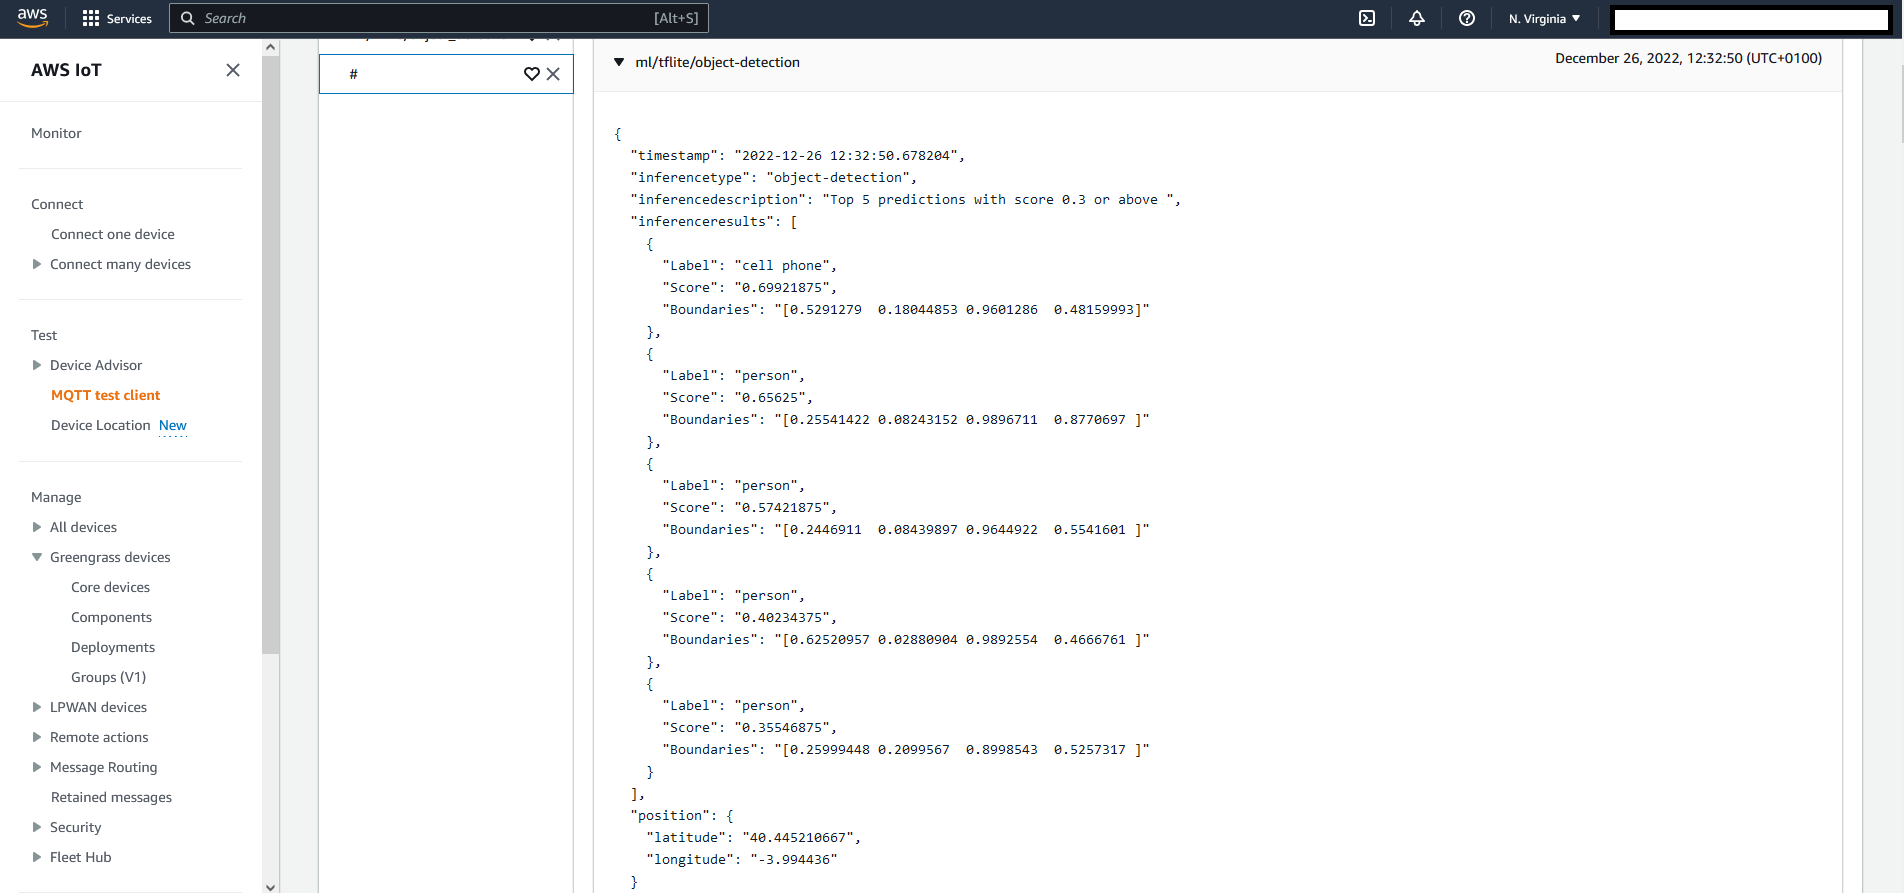 aws
Services
Search
[Alt+S]
N. Virginia
AWS IoT
Monitor
Connect
Connect one device
Connect many devices
Test
Device Advisor
MQTT test client
Device Location New
Manage
All devices
Greengrass devices
Core devices
Components
Deployments
Groups (V1)
LPWAN devices
Remote actions
Message Routing
Retained messages
Security
Fleet Hub
#
ml/tflite/object-detection
December 26, 2022, 12:32:50 (UTC+0100)
{
"timestamp": "2022-12-26 12:32:50.678204",
"inferencetype": "object-detection",
"inferencedescription": "Top 5 predictions with score 0.3 or above ",
"inferenceresults": [
{
"Label": "cell phone",
"Score": "0.69921875",
"Boundaries": "[0.5291279  0.18044853 0.9601286  0.48159993]"
},
{
"Label": "person",
"Score": "0.65625",
"Boundaries": "[0.25541422 0.08243152 0.9896711  0.8770697 ]"
},
{
"Label": "person",
"Score": "0.57421875",
"Boundaries": "[0.2446911  0.08439897 0.9644922  0.5541601 ]"
},
{
"Label": "person",
"Score": "0.40234375",
"Boundaries": "[0.62520957 0.02880904 0.9892554  0.4666761 ]"
},
{
"Label": "person",
"Score": "0.35546875",
"Boundaries": "[0.25999448 0.2099567  0.8998543  0.5257317 ]"
}
],
"position": {
"latitude": "40.445210667",
"longitude": "-3.994436"
}